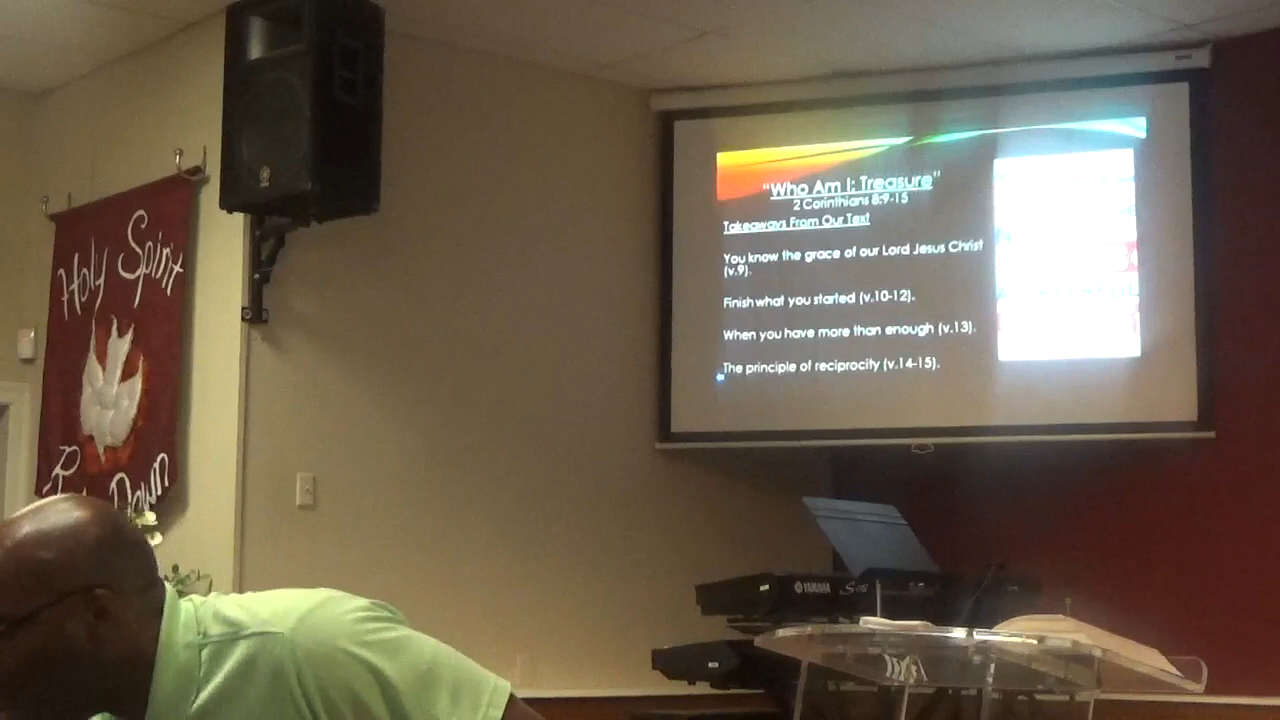 Holy Spirit
Down
"Who Am I: Treasure"
2 Corinthians 8:9-15
Takeaways From Our Text
You know the grace of our Lord Jesus Christ
(v.9).
Finish what you started (v.10-12).
When you have more than enough (v.13).
The principle of reciprocity (v.14-15).
YAMAHA